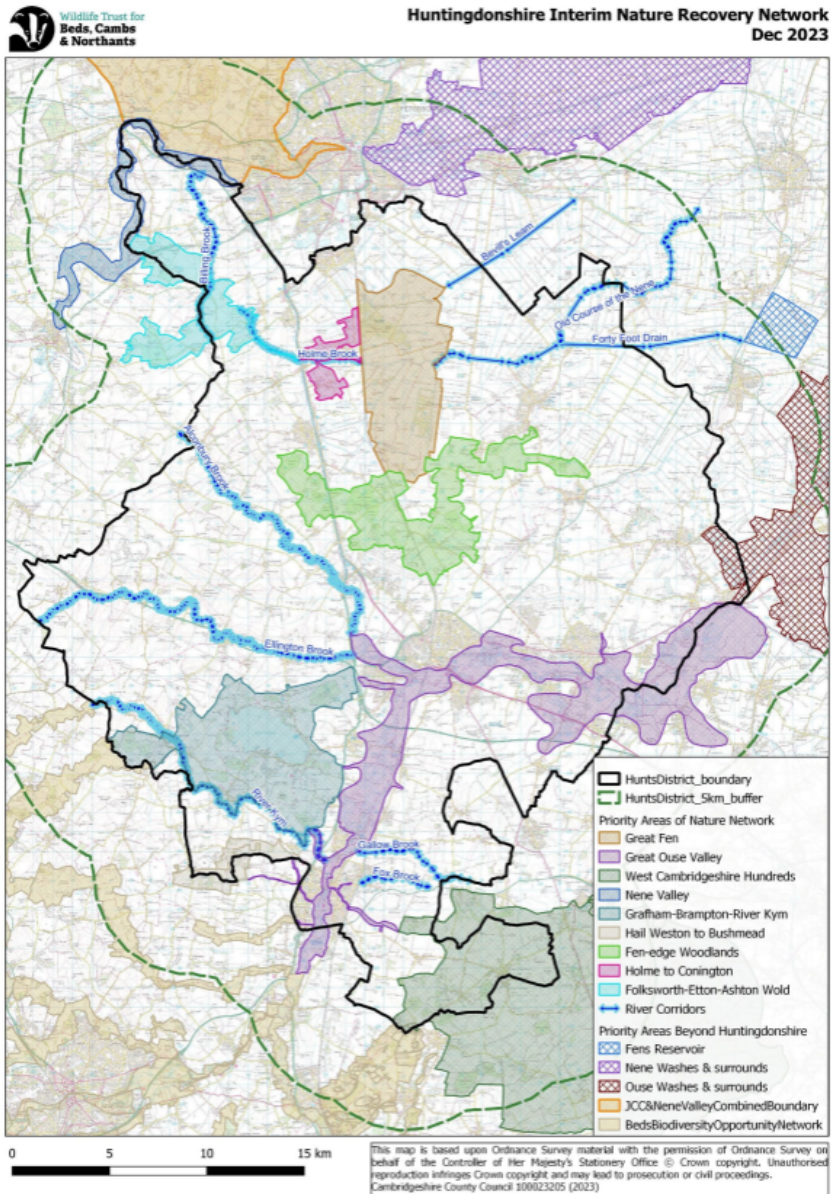 Wildlife Trust for
Beds, Cambs
& Northants
Huntingdonshire Interim Nature Recovery Network
Dec 2023
Billing Brook
Bevill's Leam
Old Course of the Nene
Forty Foot Drain
Holme Brook
Alconbury Brook
Ellington Brook
River Kym
Gallow Brook
Fox Brook
HuntsDistrict_boundary
HuntsDistrict_5km_buffer
Priority Areas of Nature Network
Great Fen
Great Ouse Valley
West Cambridgeshire Hundreds
Nene Valley
Grafham-Brampton-River Kym
Hail Weston to Bushmead
Fen-edge Woodlands
Holme to Conington
Folksworth-Etton-Ashton Wold
River Corridors
Priority Areas Beyond Huntingdonshire
Fens Reservoir
Nene Washes & surrounds
Ouse Washes & surrounds
JCC&NeneValleyCombinedBoundary
BedsBiodiversityOpportunityNetwork
0 5 10 15 km
This map is based upon Ordnance Survey material with the permission of Ordnance Survey on
behalf of the Controller of Her Majesty's Stationery Office © Crown copyright. Unauthorised
reproduction infringes Crown copyright and may lead to prosecution or civil proceedings.
Cambridgeshire County Council 100023205 (2023)